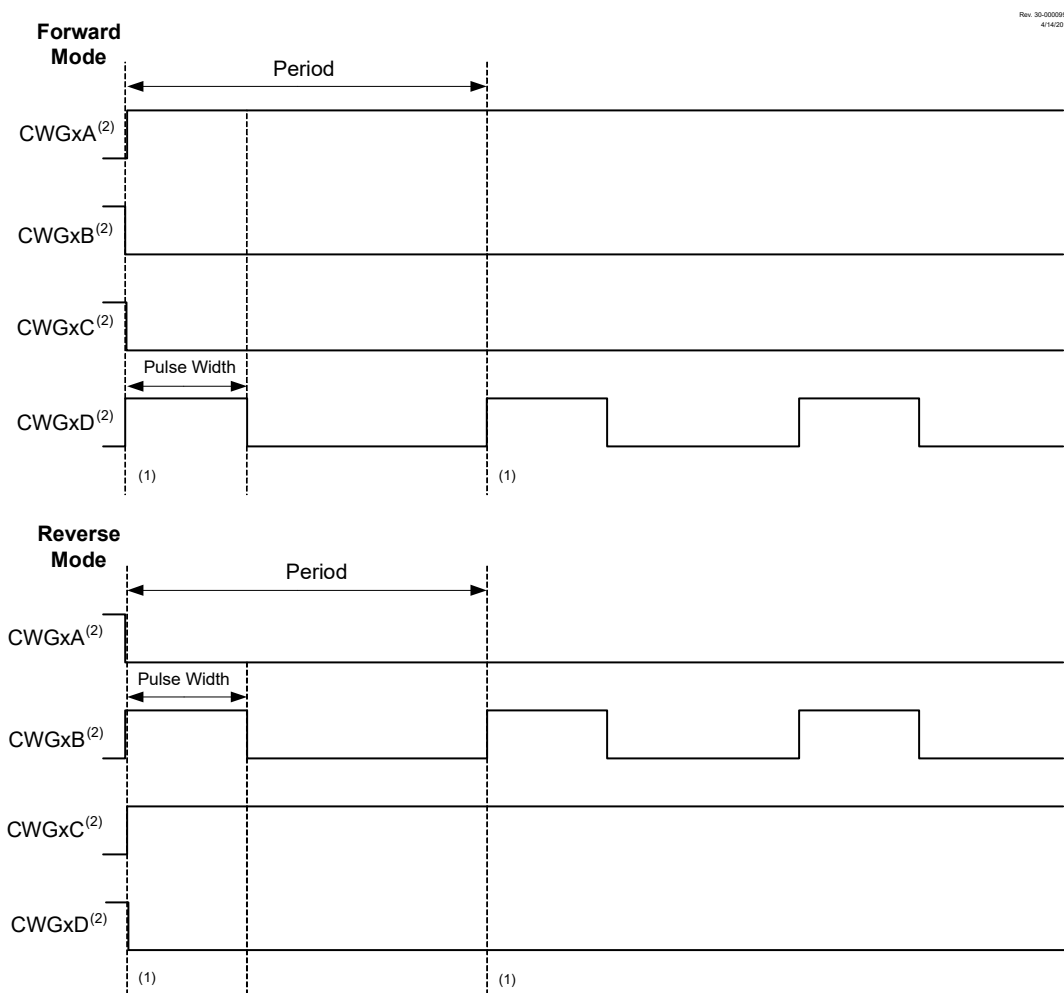 Rev. 30-000099
4/14/20
Forward
Mode
Period
CWGxA(2)
CWGxB(2)
CWGxC(2)
Pulse Width
CWGxD(2)
(1)
(1)
Reverse
Mode
Period
CWGxA(2)
Pulse Width
CWGxB(2)
CWGxC(2)
CWGxD(2)
(1)
(1)